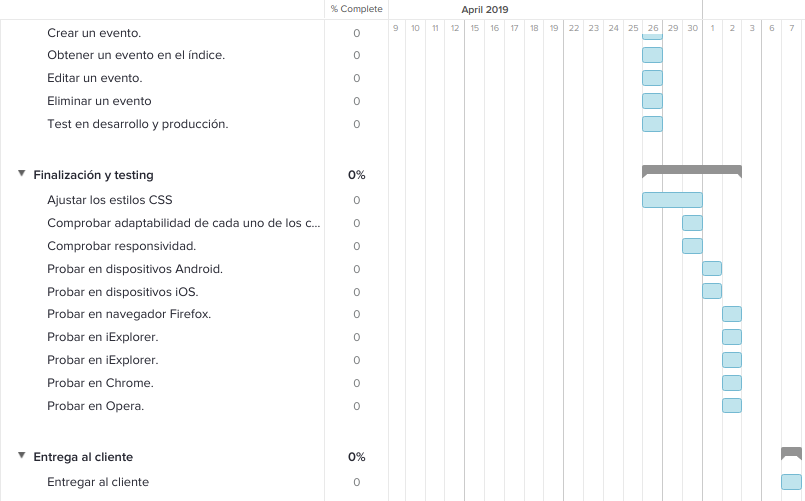 % Complete April 2019
9 10 11 12 15 16 17 18 19 22 23 24 25 26 29 30 1 2 3 6 7
Crear un evento. 0
Obtener un evento en el índice. 0
Editar un evento. 0
Eliminar un evento 0
Test en desarrollo y producción. 0
Finalización y testing 0%
Ajustar los estilos CSS 0
Comprobar adaptabilidad de cada uno de los c... 0
Comprobar responsividad. 0
Probar en dispositivos Android. 0
Probar en dispositivos iOS. 0
Probar en navegador Firefox. 0
Probar en iExplorer. 0
Probar en iExplorer. 0
Probar en Chrome. 0
Probar en Opera. 0
Entrega al cliente 0%
Entregar al cliente 0